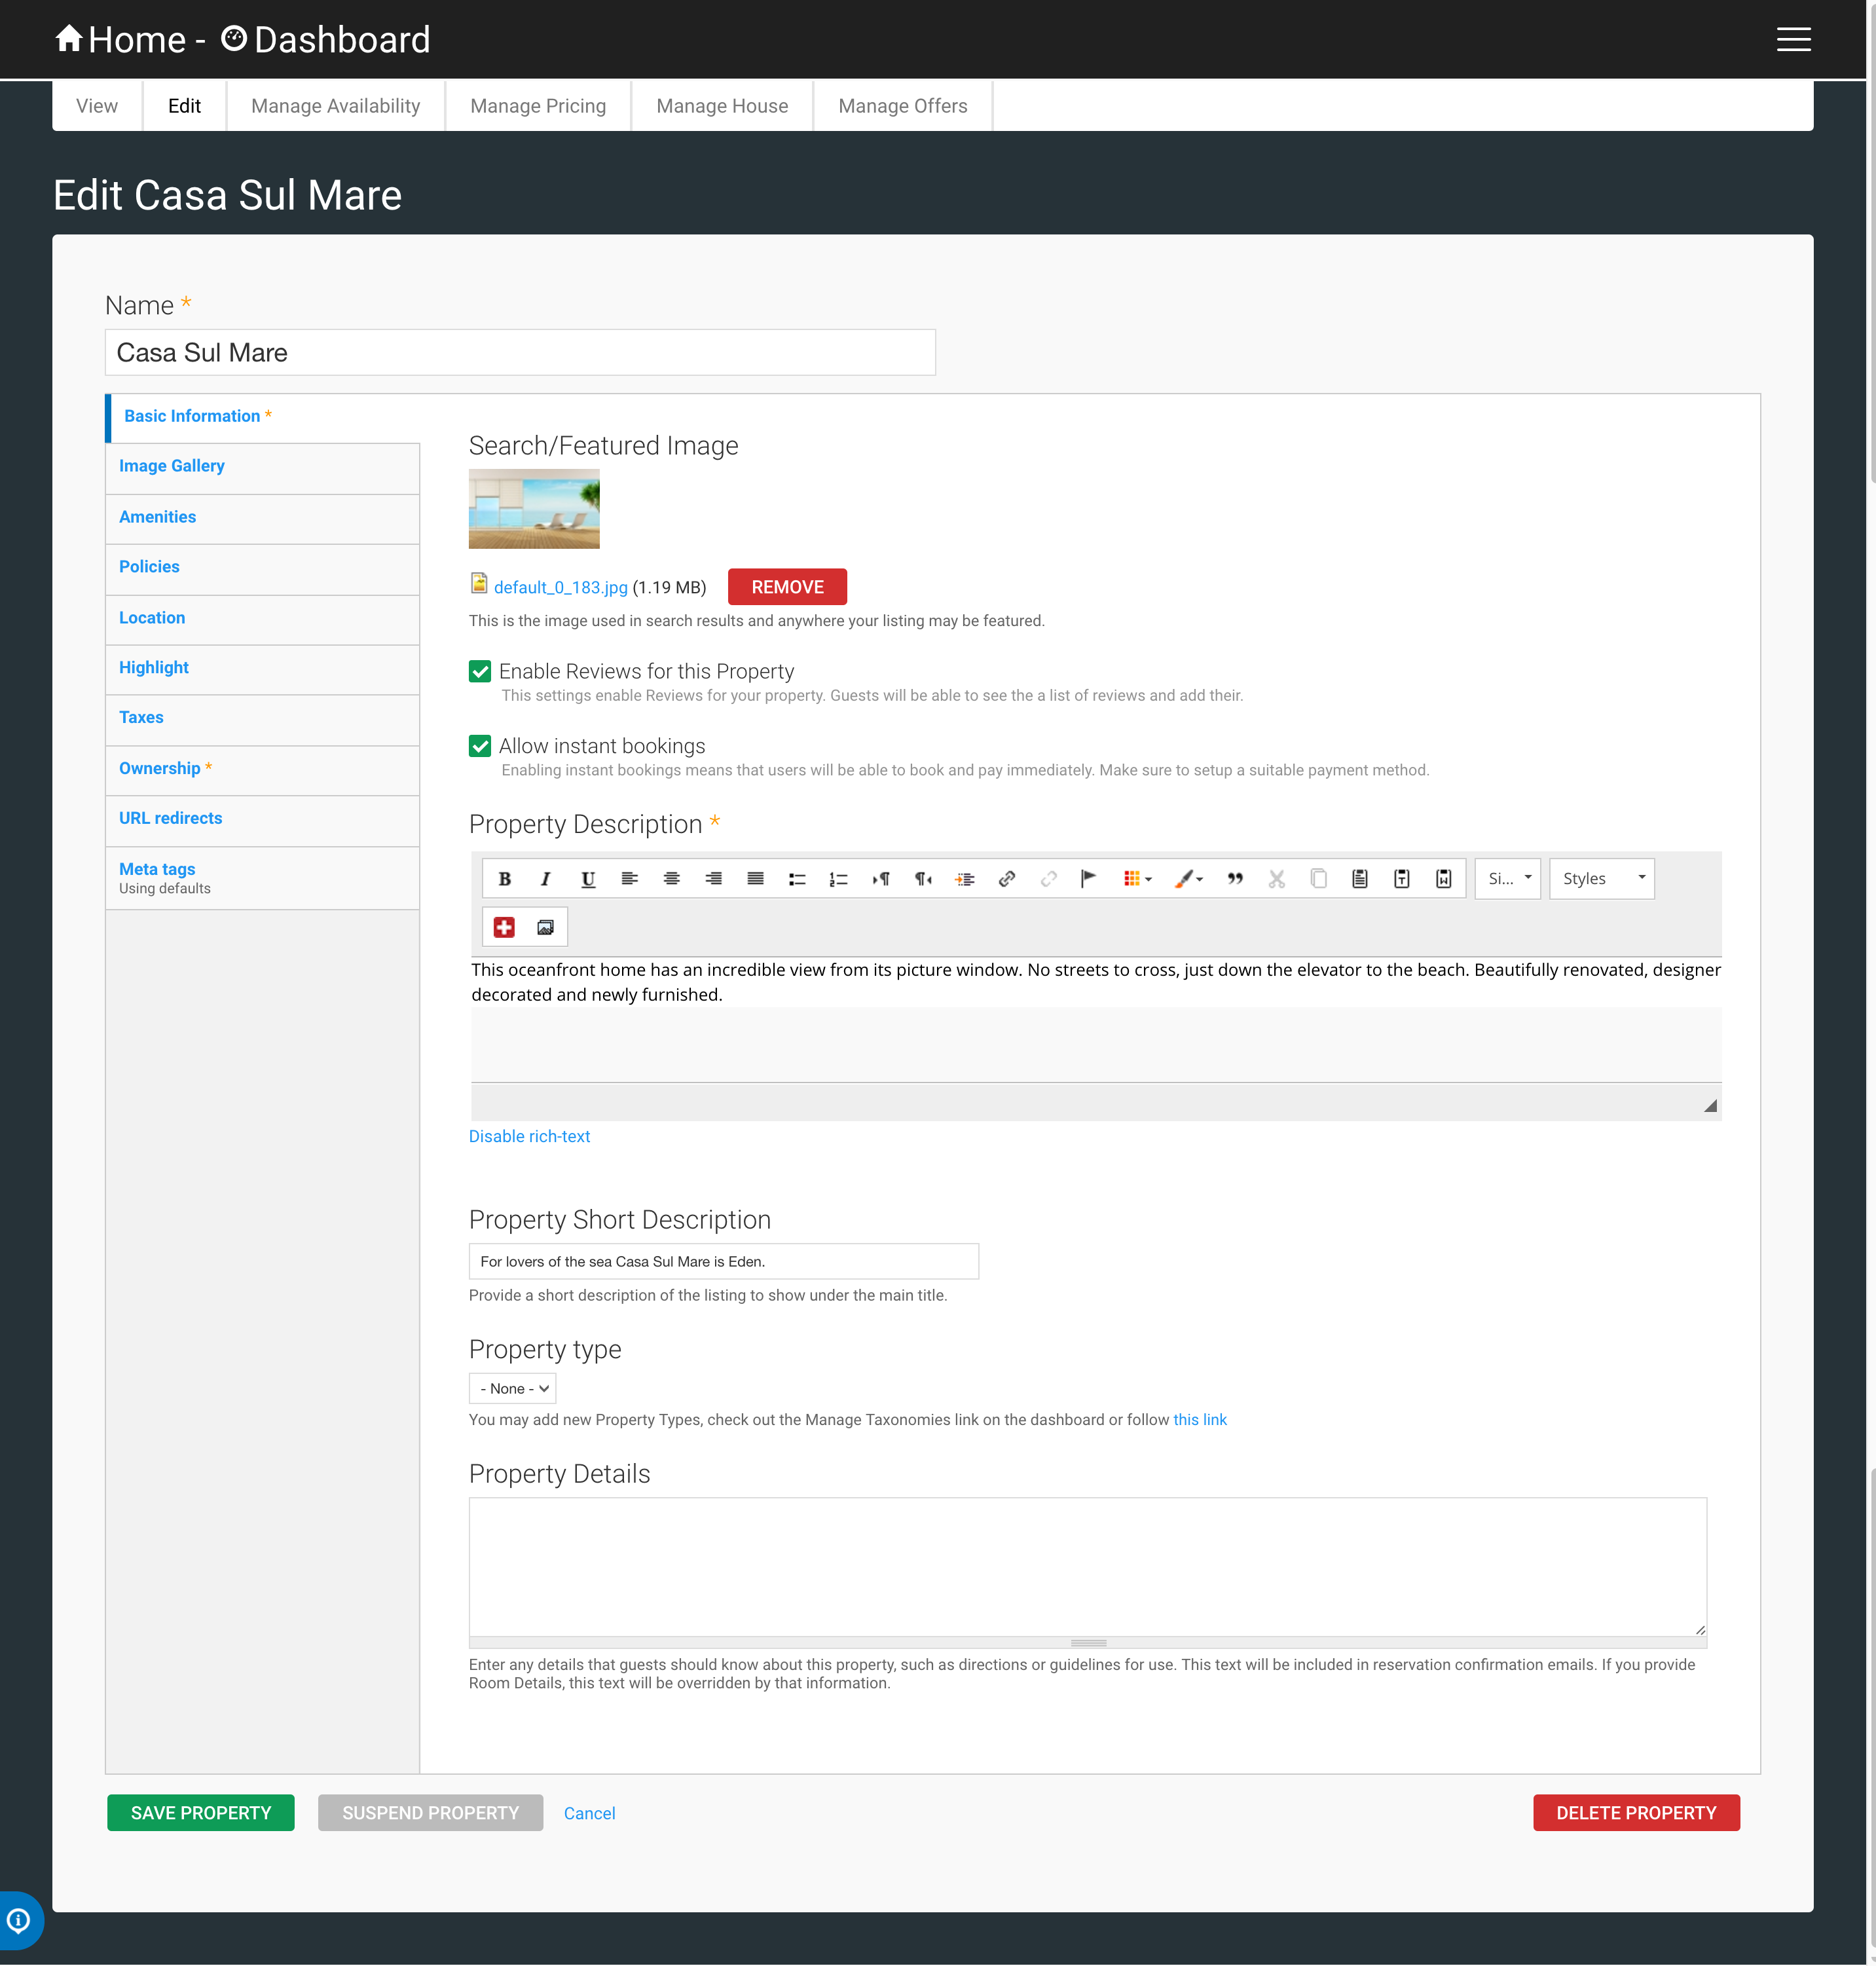 Home - Dashboard
View Edit Manage Availability Manage Pricing Manage House Manage Offers
Edit Casa Sul Mare
Name *
Casa Sul Mare
Basic Information *
Image Gallery
Amenities
Policies
Location
Highlight
Taxes
Ownership *
URL redirects
Meta tags
Using defaults
Search/Featured Image
default_0_183.jpg (1.19 MB) REMOVE
This is the image used in search results and anywhere your listing may be featured.
Enable Reviews for this Property
This settings enable Reviews for your property. Guests will be able to see the a list of reviews and add their.
Allow instant bookings
Enabling instant bookings means that users will be able to book and pay immediately. Make sure to setup a suitable payment method.
Property Description *
B I U Si... Styles
This oceanfront home has an incredible view from its picture window. No streets to cross, just down the elevator to the beach. Beautifully renovated, designer
decorated and newly furnished.
Disable rich-text
Property Short Description
For lovers of the sea Casa Sul Mare is Eden.
Provide a short description of the listing to show under the main title.
Property type
- None -
You may add new Property Types, check out the Manage Taxonomies link on the dashboard or follow this link
Property Details
Enter any details that guests should know about this property, such as directions or guidelines for use. This text will be included in reservation confirmation emails. If you provide
Room Details, this text will be overridden by that information.
SAVE PROPERTY SUSPEND PROPERTY Cancel DELETE PROPERTY